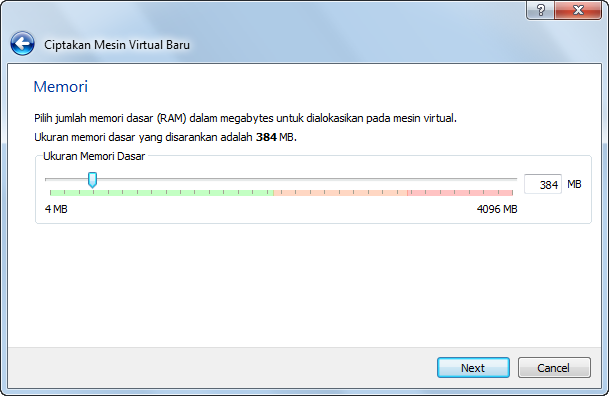 ?
Ciptakan Mesin Virtual Baru
Memori
Pilih jumlah memori dasar (RAM) dalam megabytes untuk dialokasikan pada mesin virtual.
Ukuran memori dasar yang disarankan adalah 384 MB.
Ukuran Memori Dasar
384 MB
4 MB 4096 MB
Next Cancel